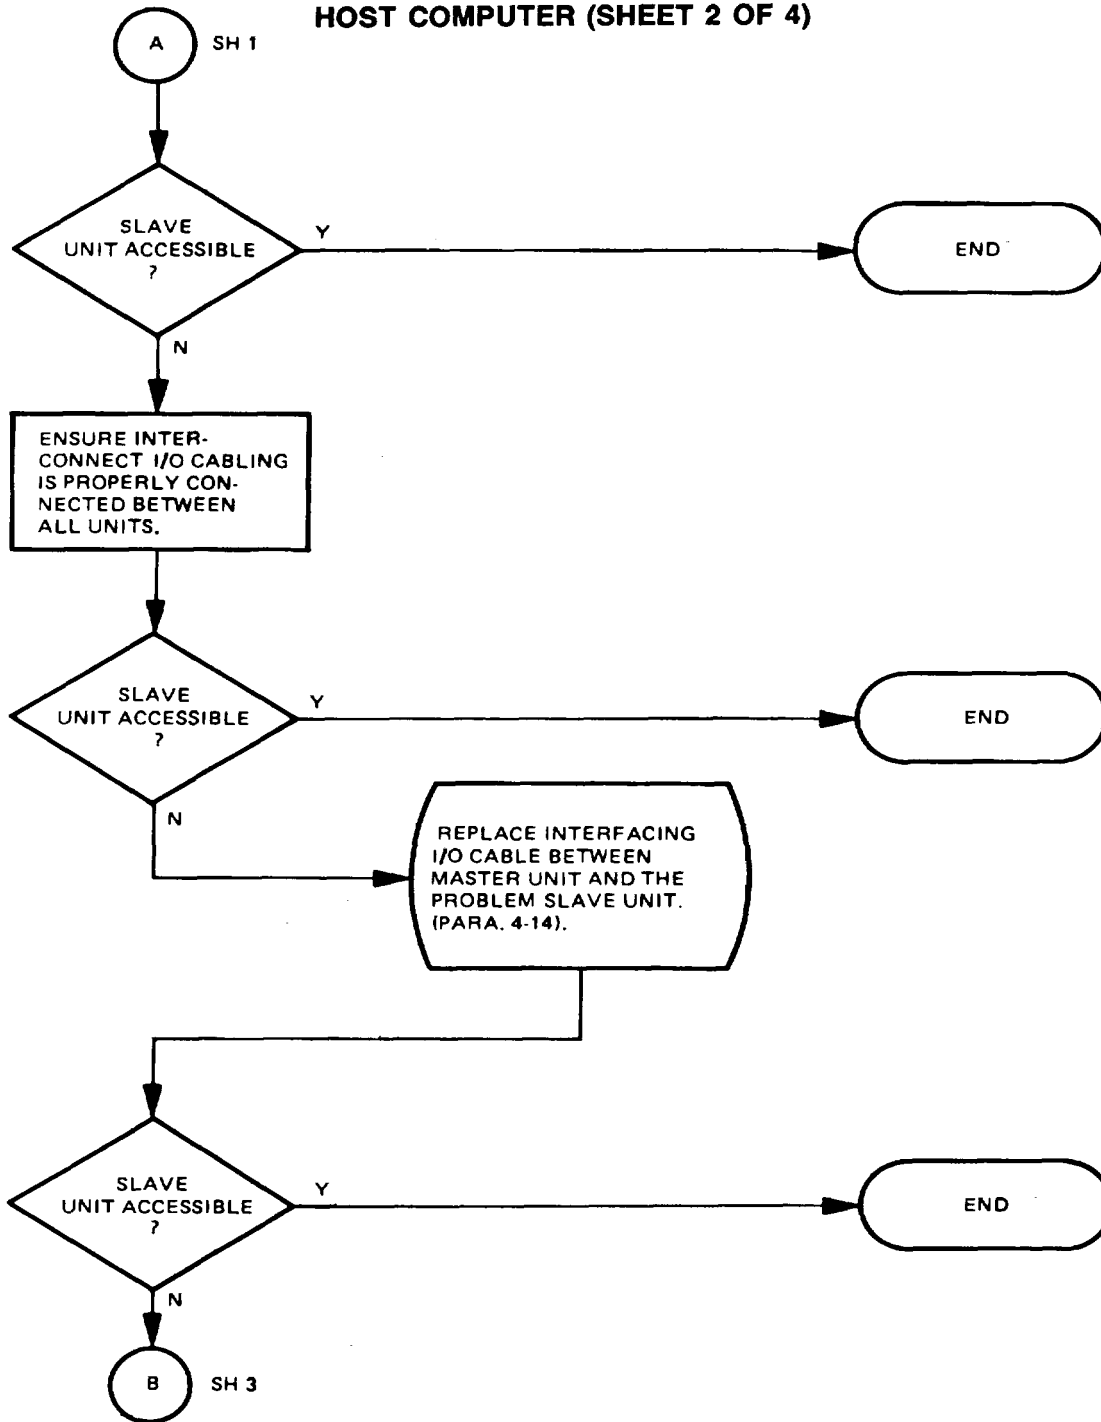 HOST COMPUTER (SHEET 2 OF 4)
A
SH 1
SLAVE
UNIT ACCESSIBLE
?
Y
END
N
ENSURE INTER-
CONNECT I/O CABLING
IS PROPERLY CON-
NECTED BETWEEN
ALL UNITS.
SLAVE
UNIT ACCESSIBLE
?
Y
END
N
REPLACE INTERFACING
I/O CABLE BETWEEN
MASTER UNIT AND THE
PROBLEM SLAVE UNIT.
(PARA. 4-14).
SLAVE
UNIT ACCESSIBLE
?
Y
END
N
B
SH 3